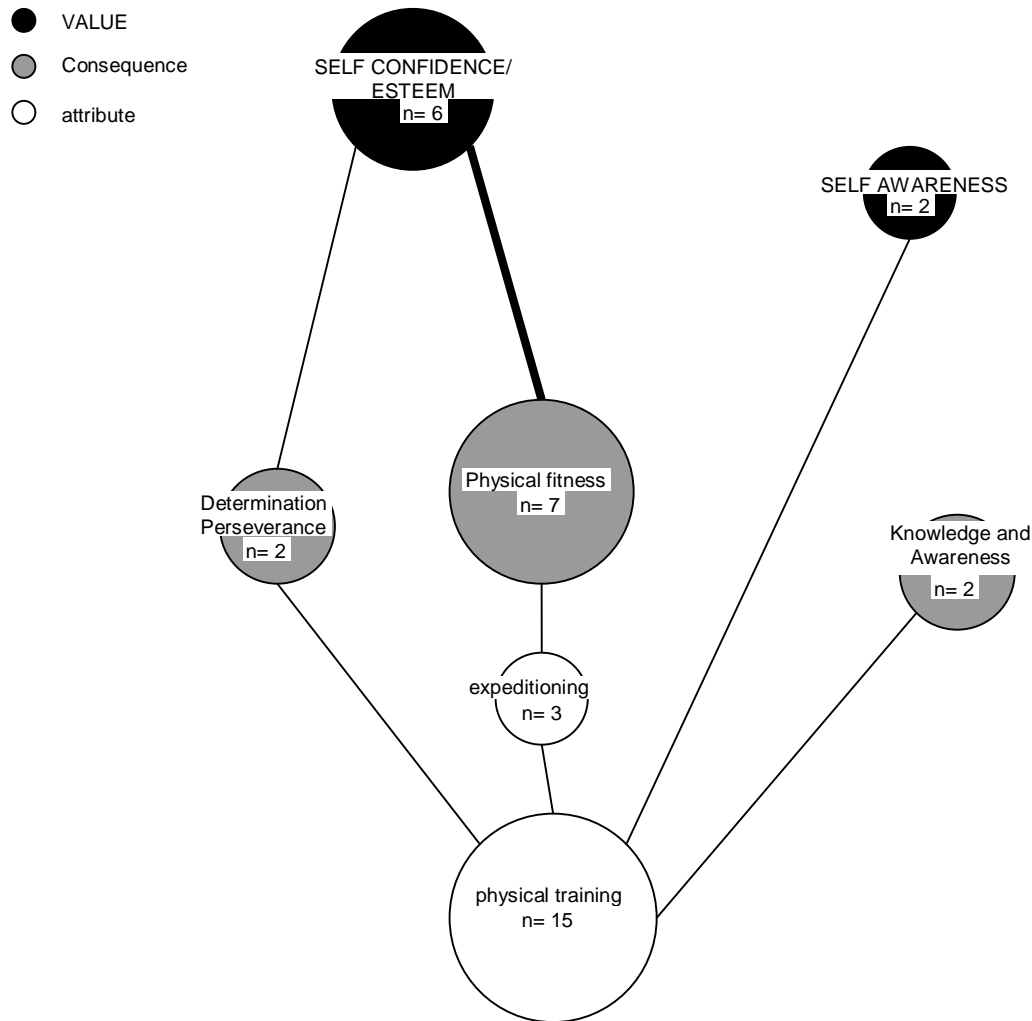 VALUE
Consequence
attribute
SELF CONFIDENCE/
ESTEEM
n= 6
SELF AWARENESS
n= 2
Physical fitness
n= 7
Determination
Perseverance
n= 2
Knowledge and
Awareness
n= 2
expeditioning
n= 3
physical training
n= 15